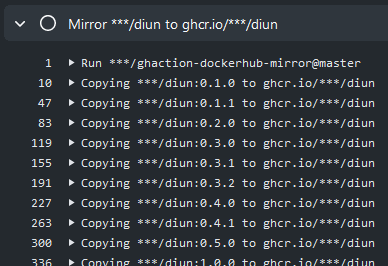 Mirror ***/diun to ghcr.io/***/diun
1 Run ***/ghaction-dockerhub-mirror@master
10 Copying ***/diun:0.1.0 to ghcr.io/***/diun
47 Copying ***/diun:0.1.1 to ghcr.io/***/diun
83 Copying ***/diun:0.2.0 to ghcr.io/***/diun
119 Copying ***/diun:0.3.0 to ghcr.io/***/diun
155 Copying ***/diun:0.3.1 to ghcr.io/***/diun
191 Copying ***/diun:0.3.2 to ghcr.io/***/diun
227 Copying ***/diun:0.4.0 to ghcr.io/***/diun
263 Copying ***/diun:0.4.1 to ghcr.io/***/diun
300 Copying ***/diun:0.5.0 to ghcr.io/***/diun
336 Copying ***/diun:1.0.0 to ghcr.io/***/diun